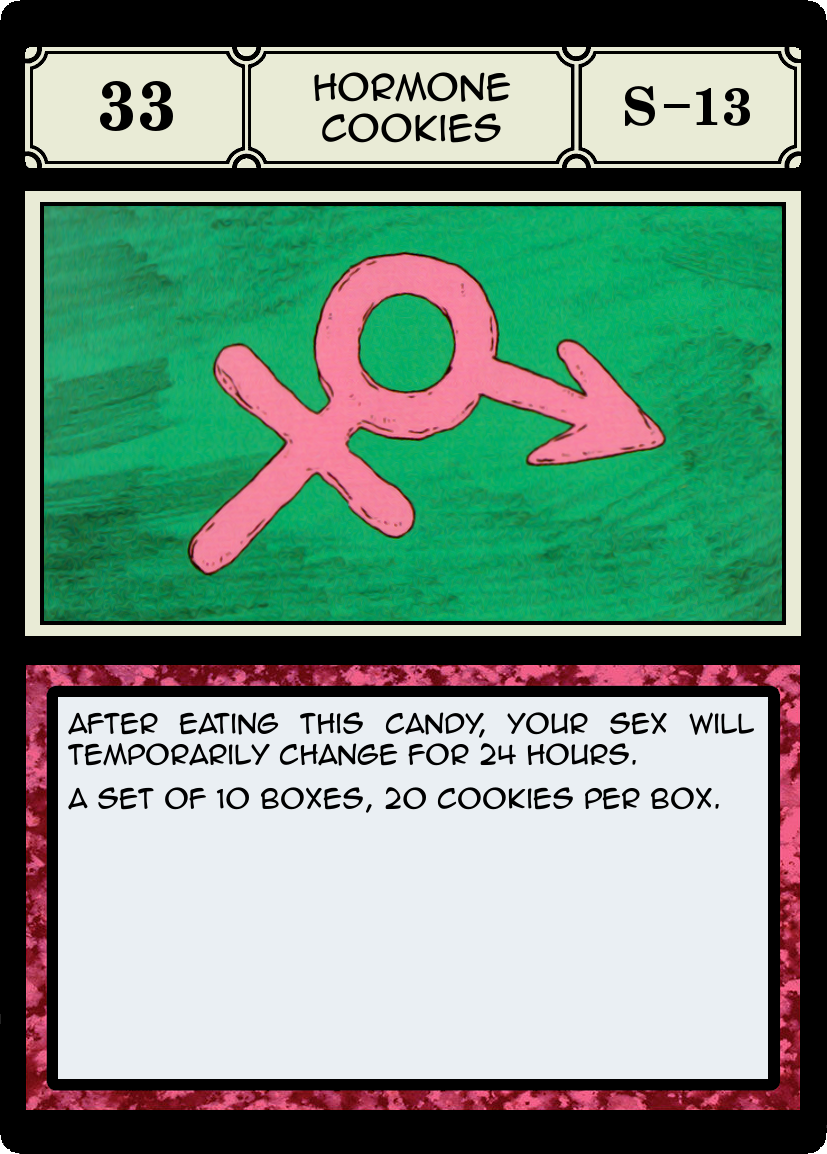 33
HORMONE
COOKIES
S-13
AFTER EATING THIS CANDY, YOUR SEX WILL
TEMPORARILY CHANGE FOR 24 HOURS.
A SET OF 10 BOXES, 20 COOKIES PER BOX.